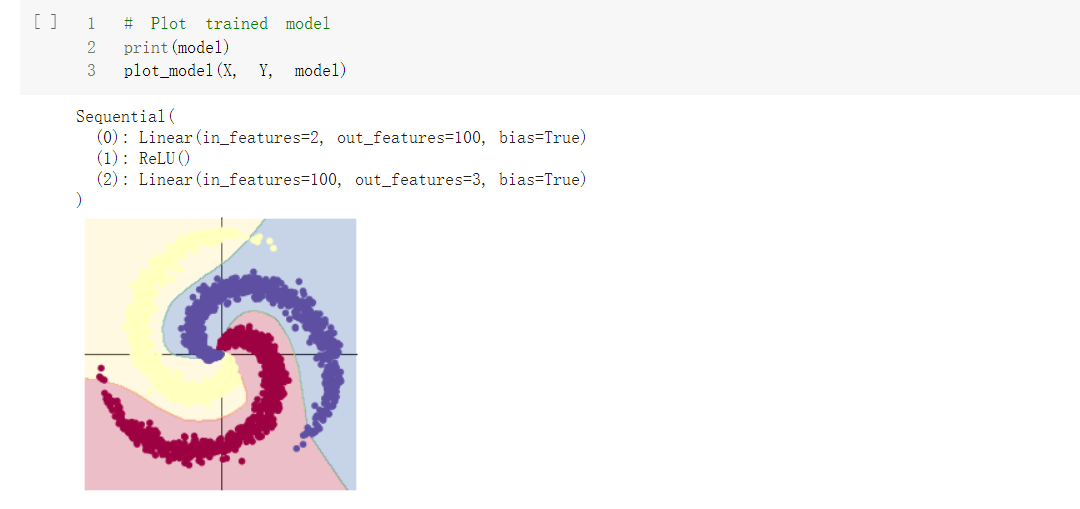 [ ] 1 # Plot trained model
2 print(model)
3 plot_model(X, Y, model)
Sequential(
(0): Linear(in_features=2, out_features=100, bias=True)
(1): ReLU()
(2): Linear(in_features=100, out_features=3, bias=True)
)